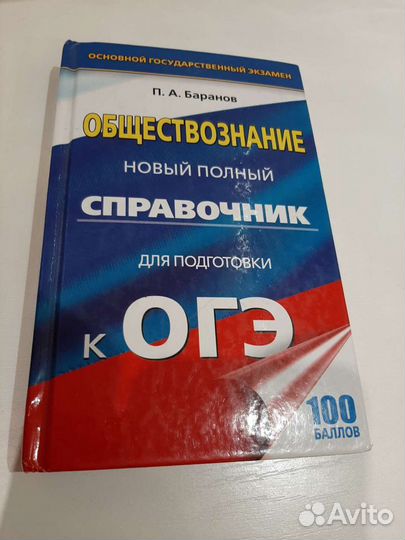 ОСНОВНОЙ ГОСУДАРСТВЕННЫЙ ЭКЗАМЕН
П. А. Баранов
ОБЩЕСТВОЗНАНИЕ
НОВЫЙ ПОЛНЫЙ
СПРАВОЧНИК
ДЛЯ ПОДГОТОВКИ
К ОГЭ
100
БАЛЛОВ
Avito